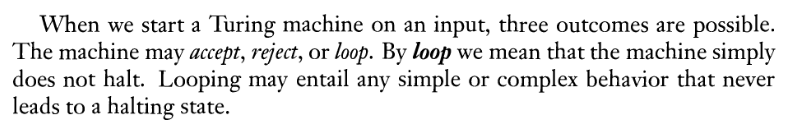 When we start a Turing machine on an input, three outcomes are possible.
The machine may accept, reject, or loop. By loop we mean that the machine simply
does not halt. Looping may entail any simple or complex behavior that never
leads to a halting state.